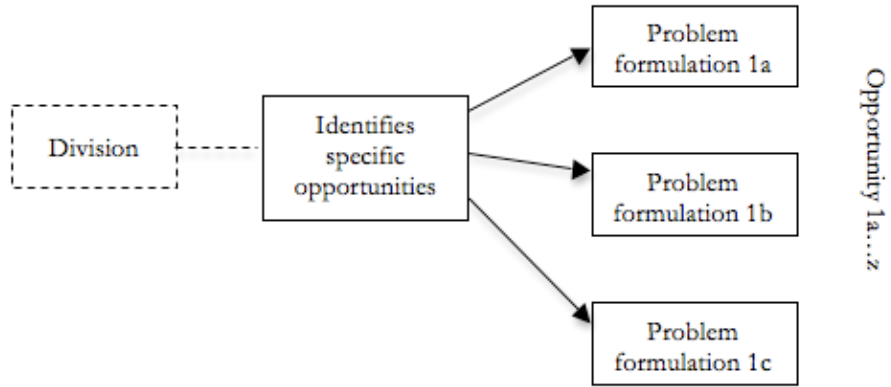 Division
Identifies
specific
opportunities
Problem
formulation 1a
Problem
formulation 1b
Problem
formulation 1c
Opportunity 1a...z